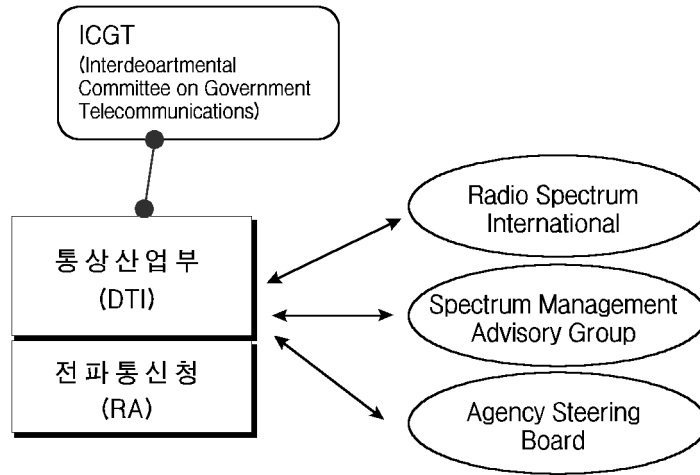 ICGT
(Interdeoartmental
Committee on Government
Telecommunications)
통상산업부
(DTI)
전파통신청
(RA)
Radio Spectrum
International
Spectrum Management
Advisory Group
Agency Steering
Board